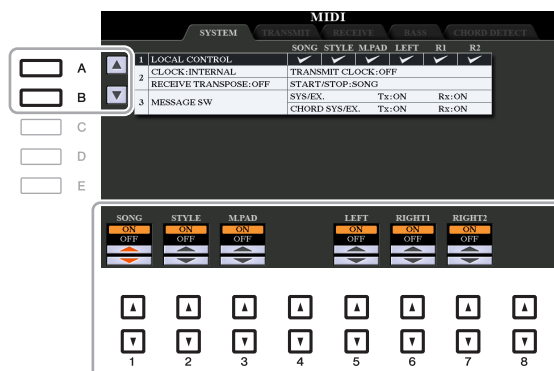 MIDI
SYSTEM TRANSMIT RECEIVE BASS CHORD DETECT
SONG STYLE M.PAD LEFT R1 R2
A
1 LOCAL CONTROL
2 CLOCK:INTERNAL TRANSMIT CLOCK:OFF
B
RECEIVE TRANSPOSE:OFF START/STOP:SONG
3 MESSAGE SW SYS/EX. Tx:ON Rx:ON
CHORD SYS/EX. Tx:ON Rx:ON
C
D
E
SONG STYLE M.PAD LEFT RIGHT1 RIGHT2
ON ON ON ON ON ON
OFF OFF OFF OFF OFF OFF
1 2 3 4 5 6 7 8